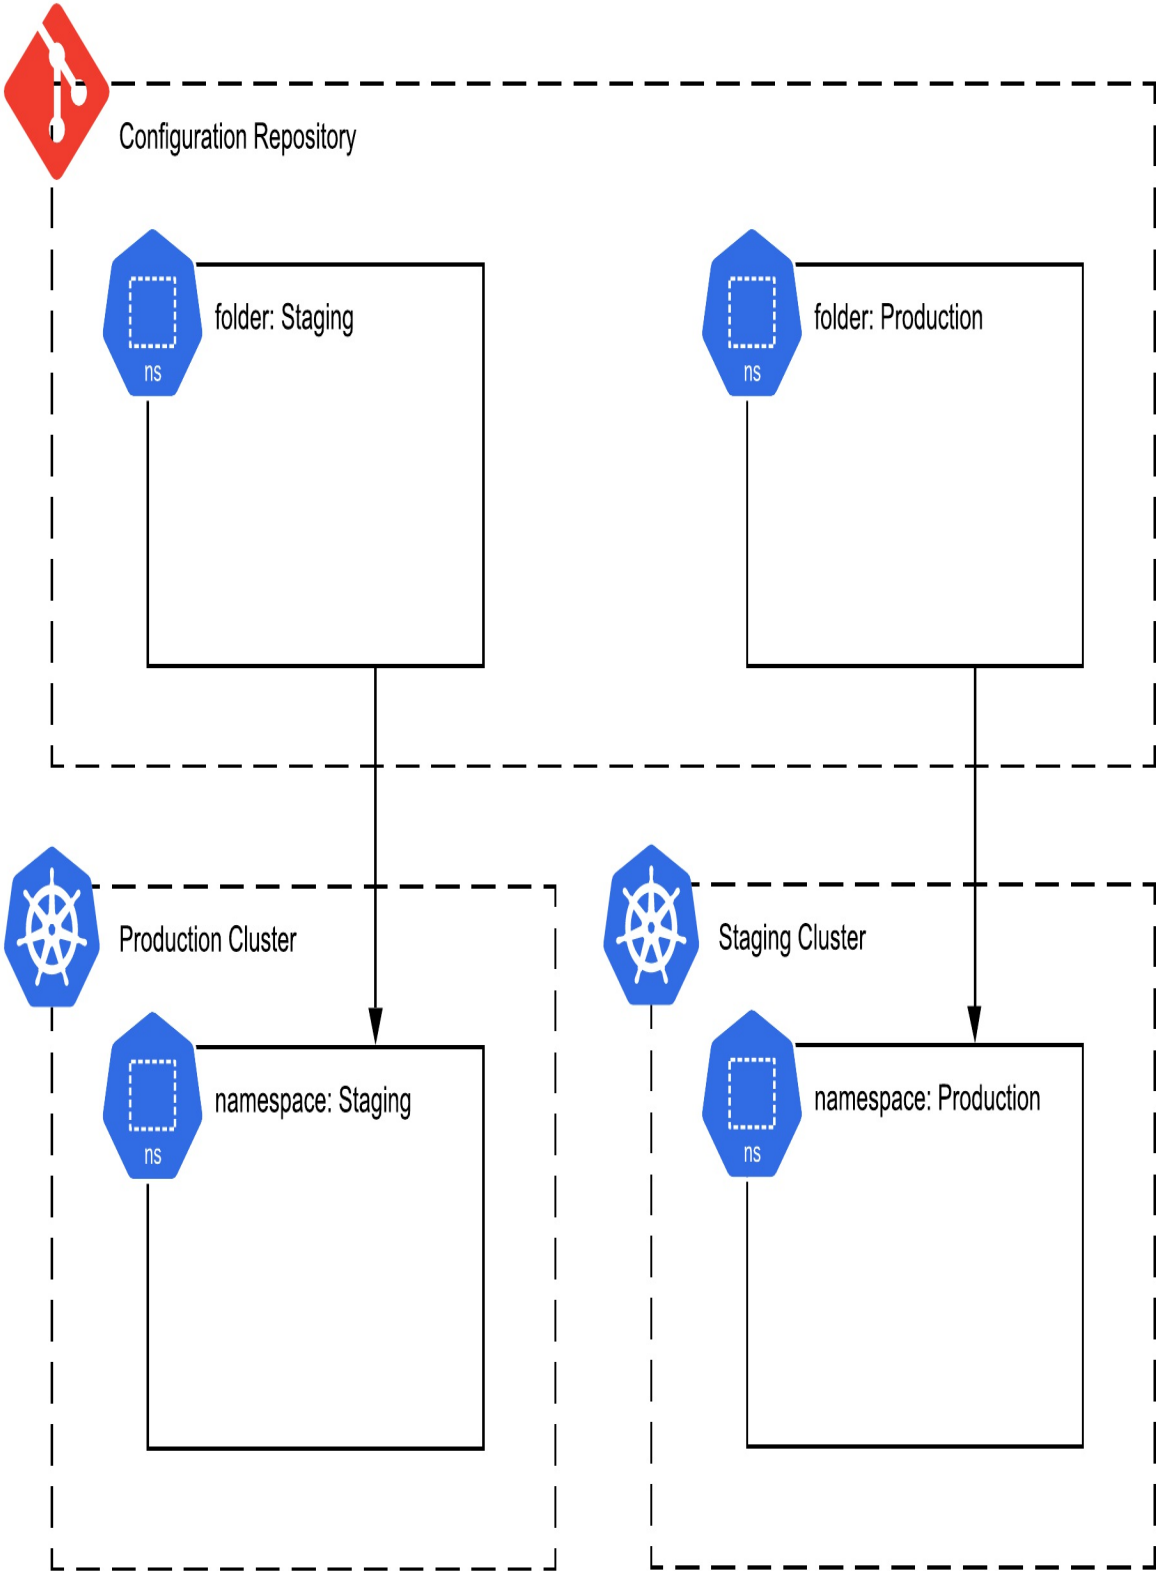 Configuration Repository
folder: Staging
ns
folder: Production
ns
Production Cluster
Staging Cluster
namespace: Staging
ns
namespace: Production
ns